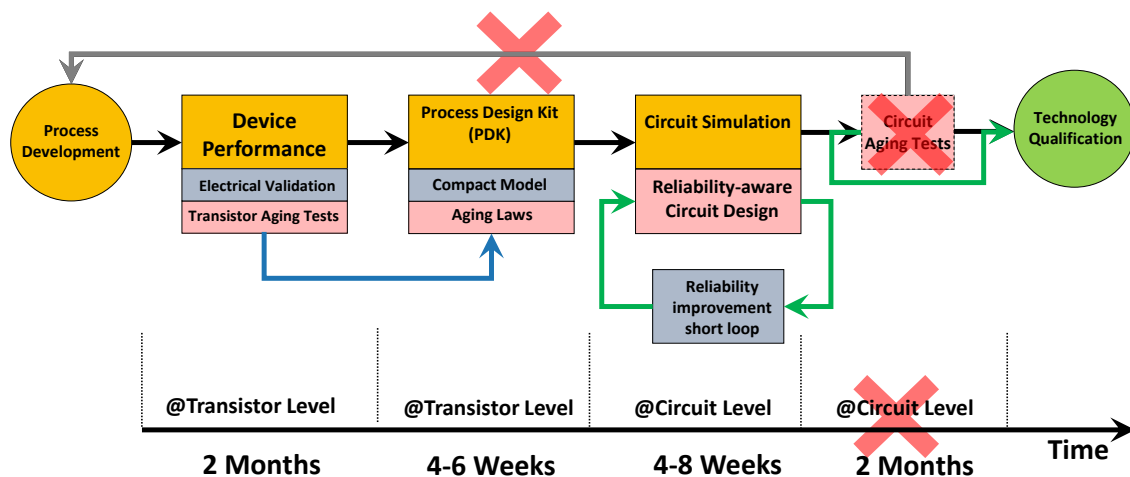 Process
Development
Device
Performance
Electrical Validation
Transistor Aging Tests
Process Design Kit
(PDK)
Compact Model
Aging Laws
Circuit Simulation
Reliability-aware
Circuit Design
Reliability
improvement
short loop
Circuit
Aging Tests
Technology
Qualification
@Transistor Level
@Transistor Level
@Circuit Level
@Circuit Level
Time
2 Months
4-6 Weeks
4-8 Weeks
2 Months